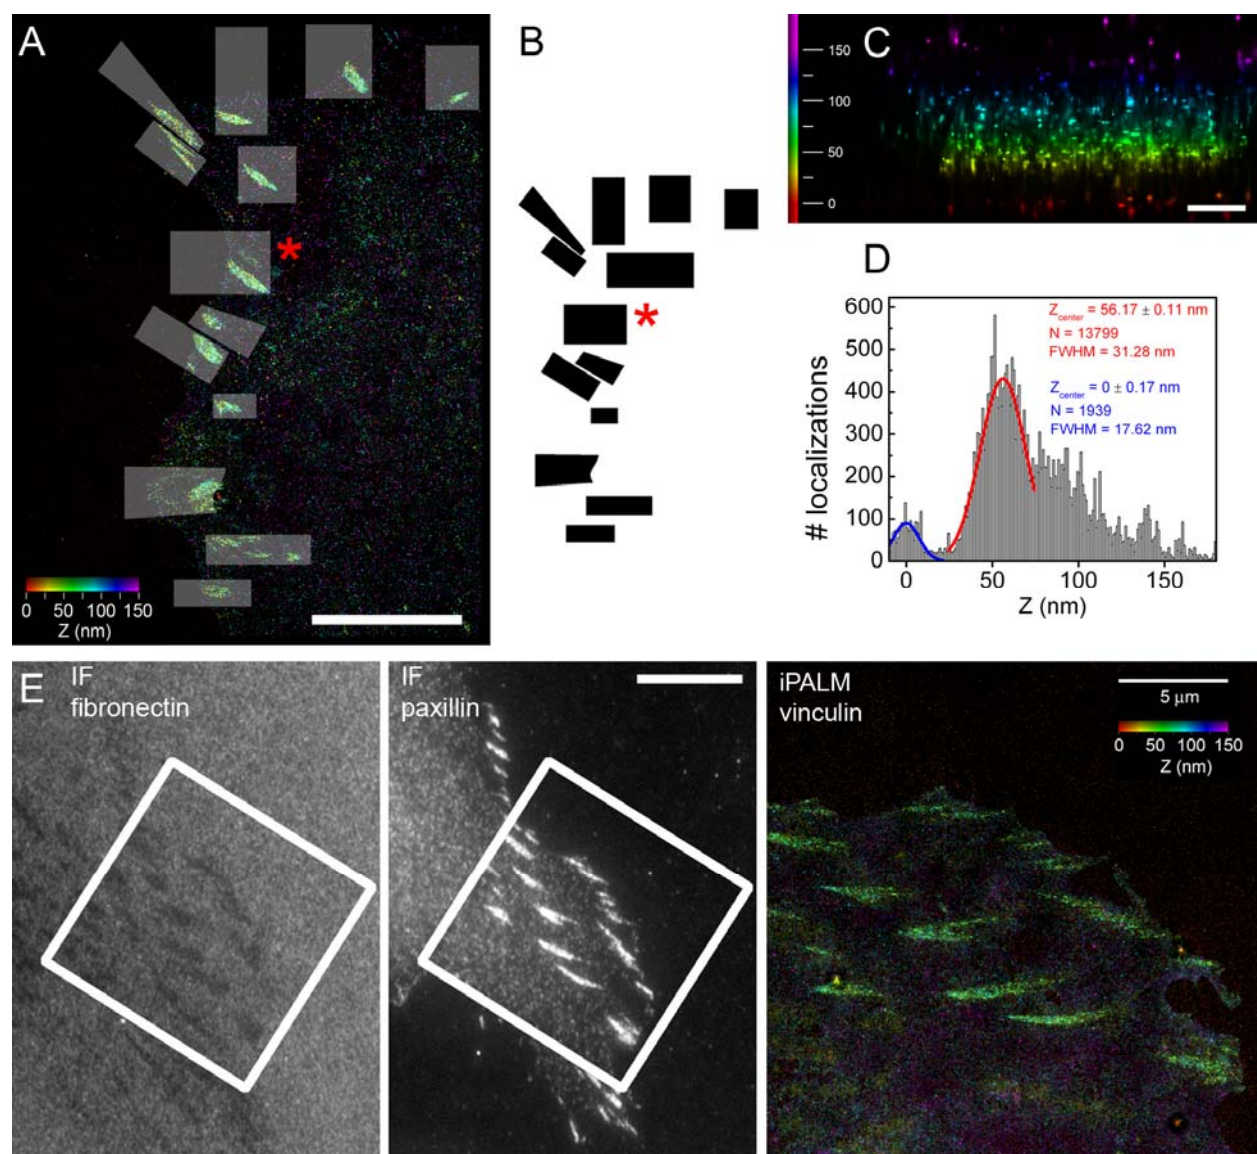 A
*
0 50 100 150
Z (nm)
B
*
C
150
100
50
0
D
600
500
400
300
200
100
0
# localizations
0 50 100 150
Z (nm)
Zcenter = 56.17 ± 0.11 nm
N = 13799
FWHM = 31.28 nm
Zcenter = 0 ± 0.17 nm
N = 1939
FWHM = 17.62 nm
E
IF
fibronectin
IF
paxillin
iPALM
vinculin
5 μm
0 50 100 150
Z (nm)